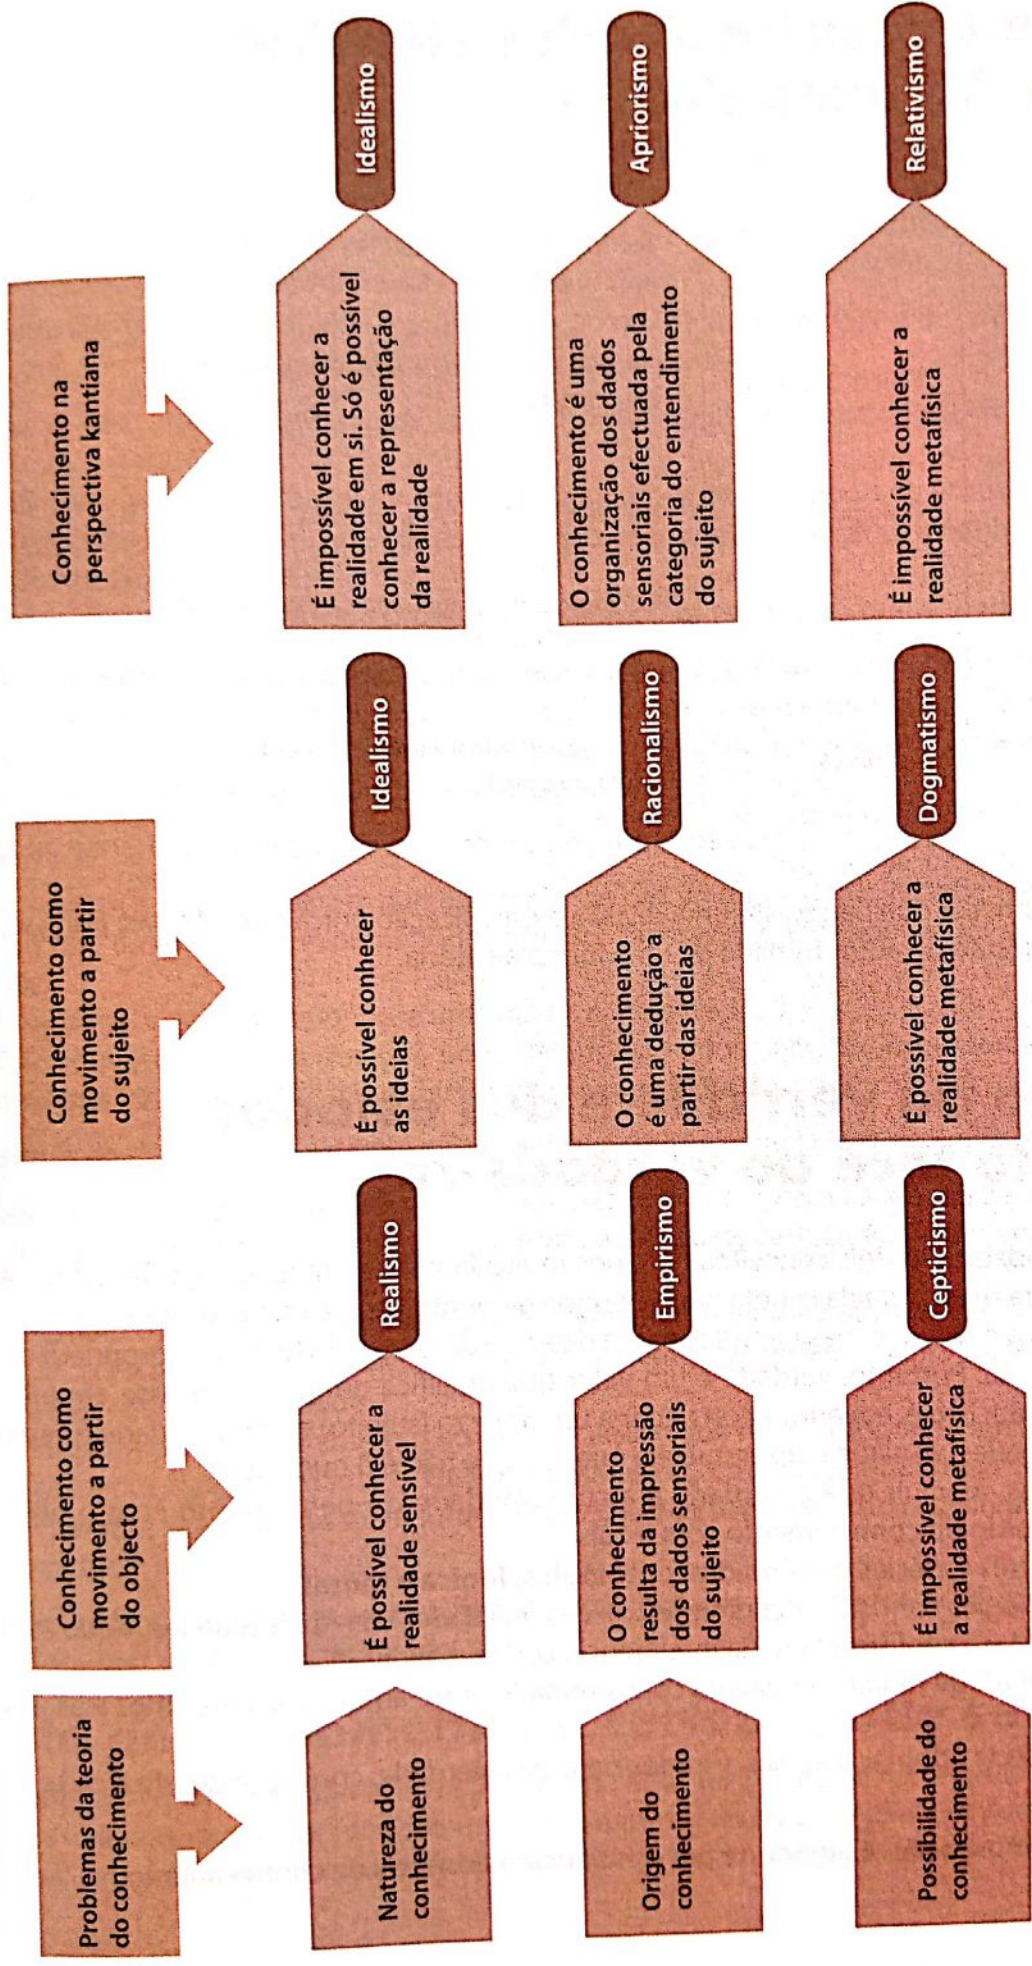 Problemas da teoria
do conhecimento
Conhecimento como
movimento a partir
do objecto
Conhecimento como
movimento a partir
do sujeito
Conhecimento na
perspectiva kantiana
Natureza do
conhecimento
É possível conhecer a
realidade sensível
Realismo
É possível conhecer
as ideias
Idealismo
É impossível conhecer a
realidade em si. Só é possível
conhecer a representação
da realidade
Idealismo
Origem do
conhecimento
O conhecimento
resulta da impressão
dos dados sensoriais
do sujeito
Empirismo
O conhecimento
é uma dedução a
partir das ideias
Racionalismo
O conhecimento é uma
organização dos dados
sensoriais efectuada pela
categoria do entendimento
do sujeito
Apriorismo
Possibilidade do
conhecimento
É impossível conhecer
a realidade metafísica
Cepticismo
É possível conhecer a
realidade metafísica
Dogmatismo
É impossível conhecer a
realidade metafísica
Relativismo